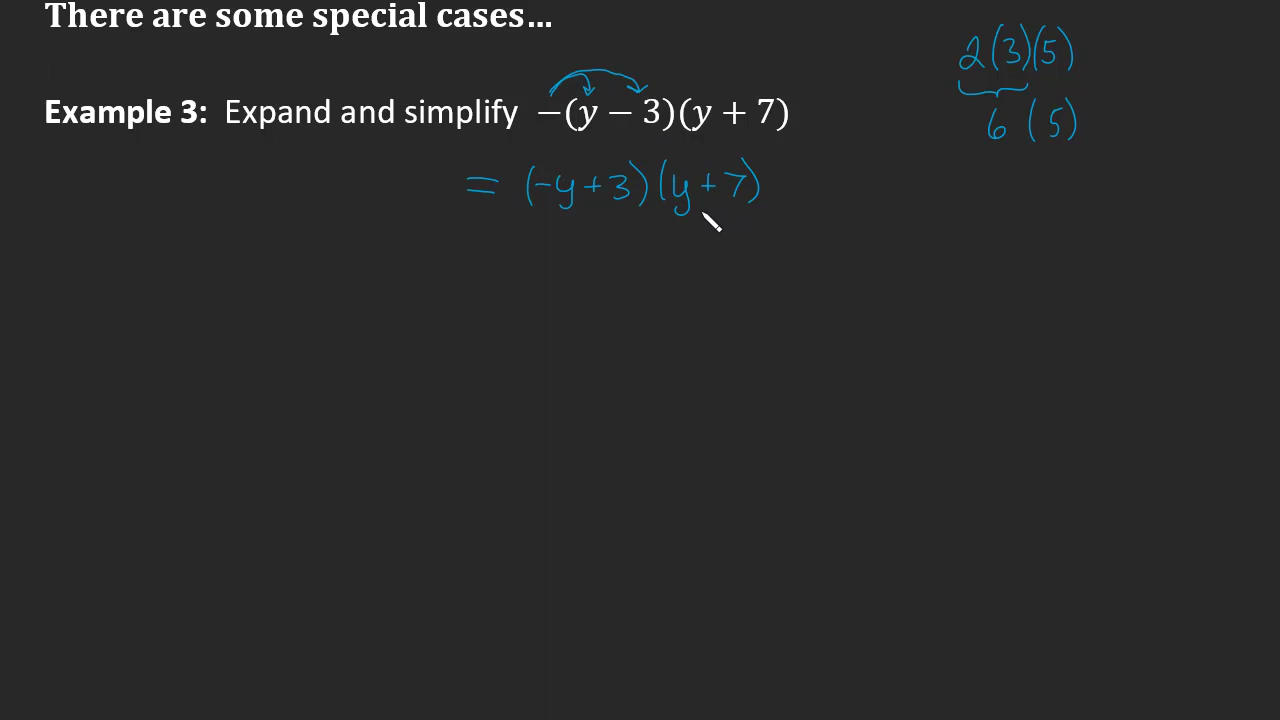 There are some special cases…
2(3)(5)
6(5)
Example 3: Expand and simplify −(y − 3)(y + 7)
= (-y+3)(y+7)